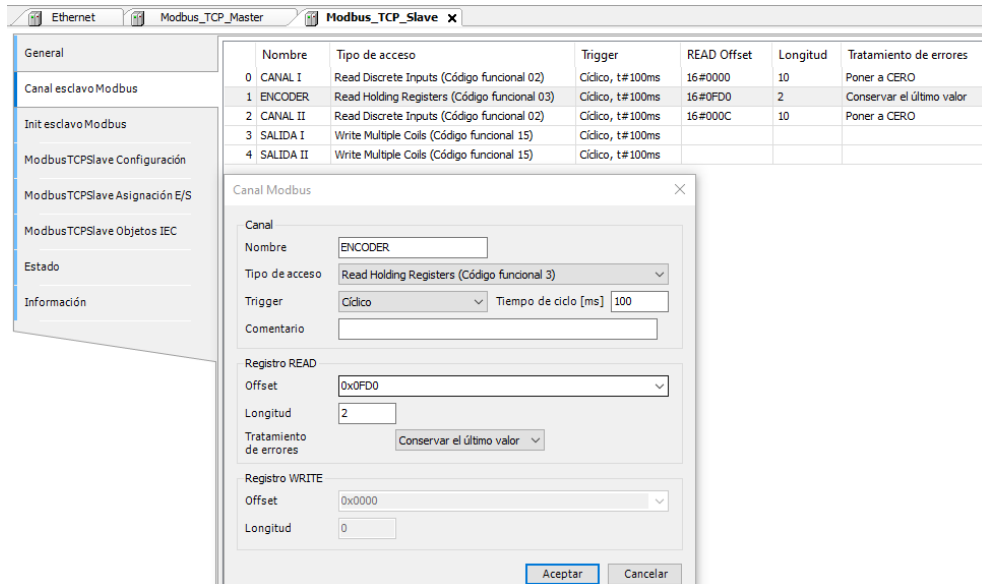 Ethernet Modbus_TCP_Master Modbus_TCP_Slave x
General
Canal esclavo Modbus
Init esclavo Modbus
ModbusTCPSlave Configuración
ModbusTCPSlave Asignación E/S
ModbusTCPSlave Objetos IEC
Estado
Información
Nombre Tipo de acceso Trigger READ Offset Longitud Tratamiento de errores
0 CANAL I Read Discrete Inputs (Código funcional 02) Cíclico, t#100ms 16#0000 10 Poner a CERO
1 ENCODER Read Holding Registers (Código funcional 03) Cíclico, t#100ms 16#0FD0 2 Conservar el último valor
2 CANAL II Read Discrete Inputs (Código funcional 02) Cíclico, t#100ms 16#000C 10 Poner a CERO
3 SALIDA I Write Multiple Coils (Código funcional 15) Cíclico, t#100ms
4 SALIDA II Write Multiple Coils (Código funcional 15) Cíclico, t#100ms
Canal Modbus
Canal
Nombre ENCODER
Tipo de acceso Read Holding Registers (Código funcional 3)
Trigger Cíclico Tiempo de ciclo [ms] 100
Comentario
Registro READ
Offset 0x0FD0
Longitud 2
Tratamiento
de errores Conservar el último valor
Registro WRITE
Offset 0x0000
Longitud 0
Aceptar Cancelar